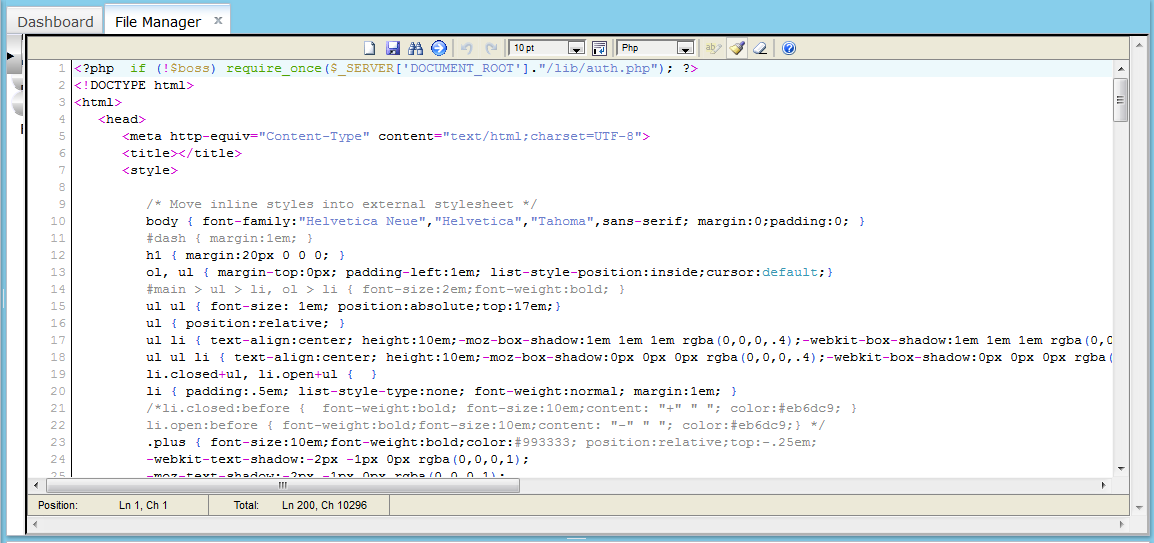 Dashboard
File Manager x
10 pt
Php
1 <?php  if (!$boss) require_once($_SERVER['DOCUMENT_ROOT']."/lib/auth.php"); ?>
2 <!DOCTYPE html>
3 <html>
4    <head>
5       <meta http-equiv="Content-Type" content="text/html;charset=UTF-8">
6       <title></title>
7       <style>
8
9          /* Move inline styles into external stylesheet */
10         body { font-family:"Helvetica Neue","Helvetica","Tahoma",sans-serif; margin:0;padding:0; }
11         #dash { margin:1em; }
12         h1 { margin:20px 0 0 0; }
13         ol, ul { margin-top:0px; padding-left:1em; list-style-position:inside;cursor:default;}
14         #main > ul > li, ol > li { font-size:2em;font-weight:bold; }
15         ul ul { font-size: 1em; position:absolute;top:17em;}
16         ul { position:relative; }
17         ul li { text-align:center; height:10em;-moz-box-shadow:1em 1em 1em rgba(0,0,0,.4);-webkit-box-shadow:1em 1em 1em rgba(0,0
18         ul ul li { text-align:center; height:10em;-moz-box-shadow:0px 0px 0px rgba(0,0,0,.4);-webkit-box-shadow:0px 0px 0px rgba(
19         li.closed+ul, li.open+ul {  }
20         li { padding:.5em; list-style-type:none; font-weight:normal; margin:1em; }
21         /*li.closed:before {  font-weight:bold; font-size:10em;content: "+" " "; color:#eb6dc9; }
22         li.open:before { font-weight:bold;font-size:10em;content: "-" " "; color:#eb6dc9;} */
23         .plus { font-size:10em;font-weight:bold;color:#993333; position:relative;top:-.25em;
24         -webkit-text-shadow:-2px -1px 0px rgba(0,0,0,1);
25         -moz-text-shadow:-2px -1px 0px rgba(0,0,0,1);
Position: Ln 1, Ch 1 Total: Ln 200, Ch 10296